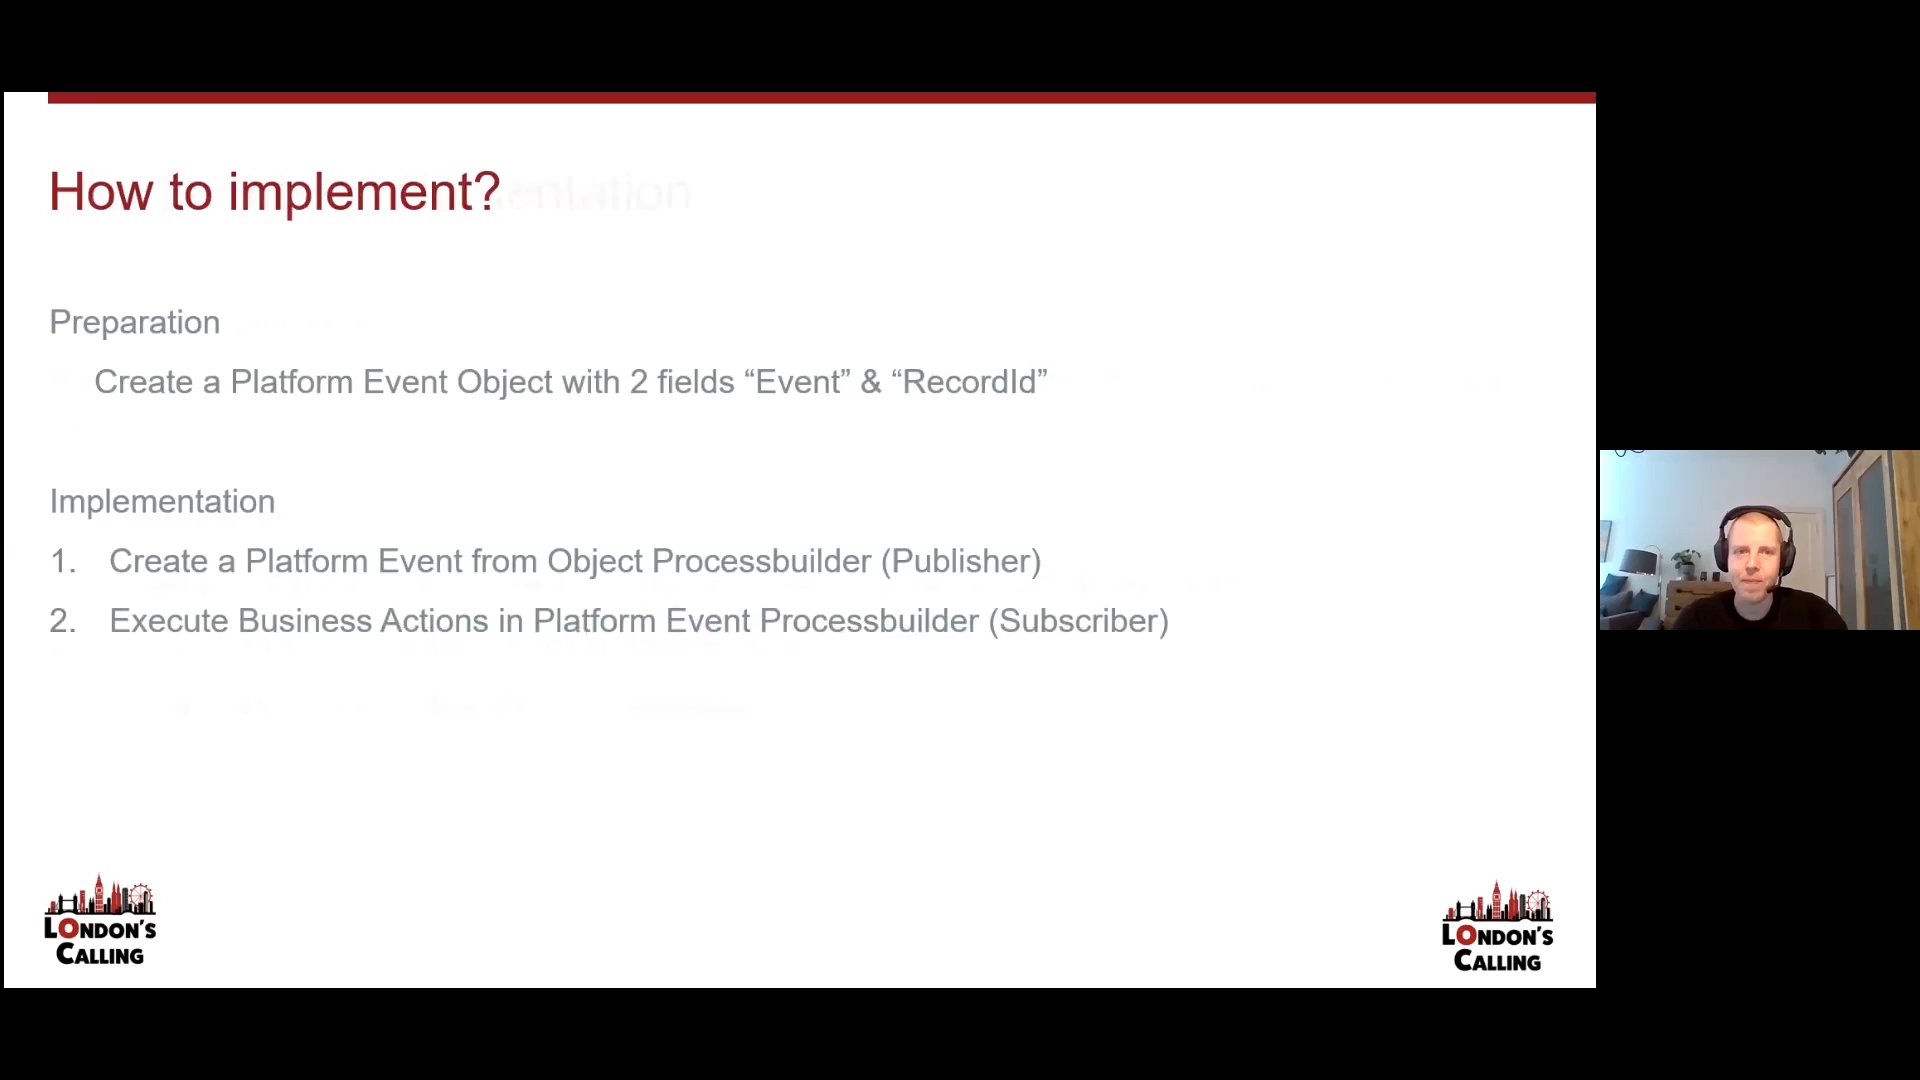 How to implement?
Preparation
Create a Platform Event Object with 2 fields “Event” & “RecordId”
Implementation
1. Create a Platform Event from Object Processbuilder (Publisher)
2. Execute Business Actions in Platform Event Processbuilder (Subscriber)
LONDON'S
CALLING
LONDON'S
CALLING